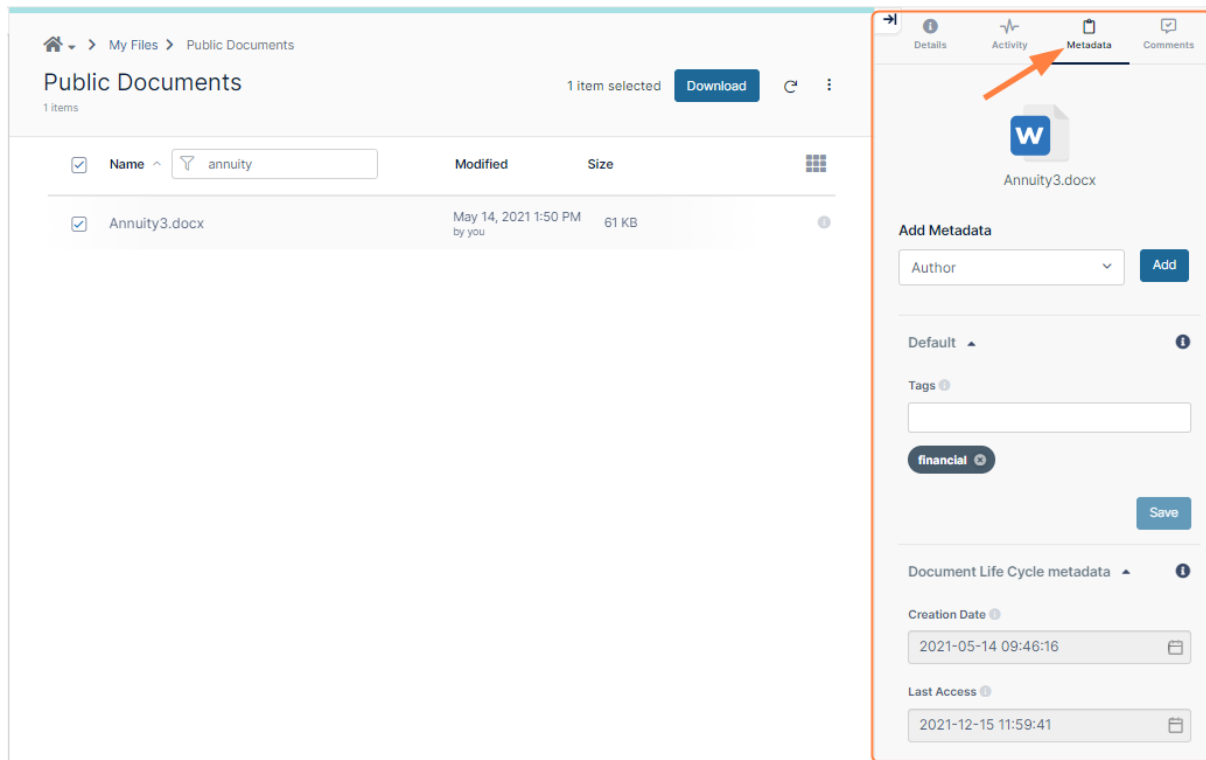 My Files > Public Documents
Public Documents
1 items
1 item selected
Download
Name
annuity
Modified
Size
Annuity3.docx
May 14, 2021 1:50 PM
by you
61 KB
Details
Activity
Metadata
Comments
W
Annuity3.docx
Add Metadata
Author
Add
Default
Tags
financial
Save
Document Life Cycle metadata
Creation Date
2021-05-14 09:46:16
Last Access
2021-12-15 11:59:41